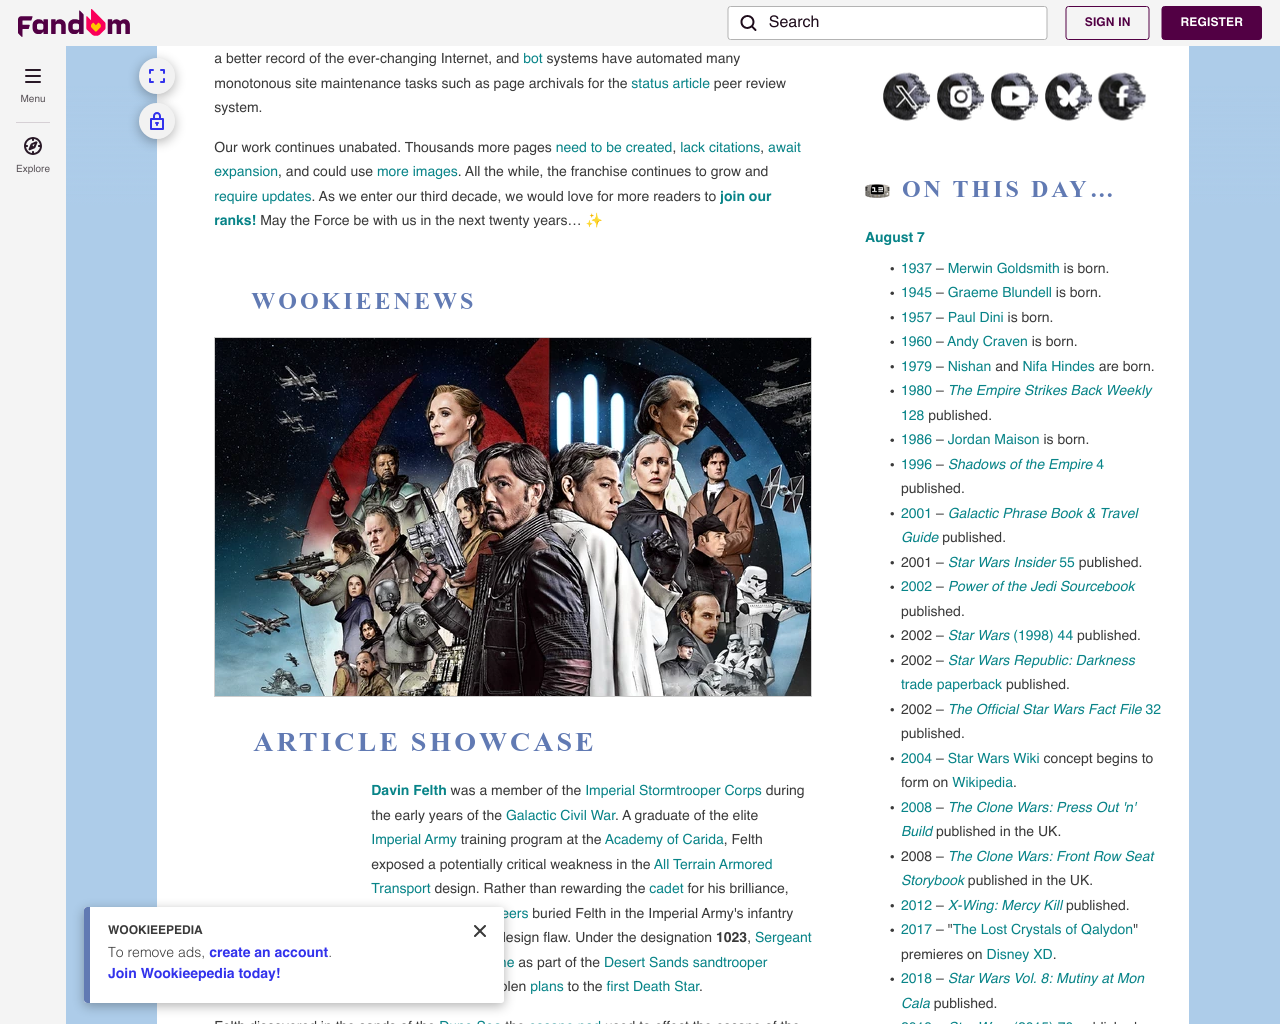 Fandom
Search
SIGN IN
REGISTER
Menu
Explore
a better record of the ever-changing Internet, and bot systems have automated many
monotonous site maintenance tasks such as page archivals for the status article peer review
system.
Our work continues unabated. Thousands more pages need to be created, lack citations, await
expansion, and could use more images. All the while, the franchise continues to grow and
require updates. As we enter our third decade, we would love for more readers to join our
ranks! May the Force be with us in the next twenty years… ✨
WOOKIEENEWS
ARTICLE SHOWCASE
Davin Felth was a member of the Imperial Stormtrooper Corps during
the early years of the Galactic Civil War. A graduate of the elite
Imperial Army training program at the Academy of Carida, Felth
exposed a potentially critical weakness in the All Terrain Armored
Transport design. Rather than rewarding the cadet for his brilliance,
buried Felth in the Imperial Army's infantry
design flaw. Under the designation 1023, Sergeant
as part of the Desert Sands sandtrooper
plans to the first Death Star.
WOOKIEEPEDIA
To remove ads, create an account.
Join Wookieepedia today!
ON THIS DAY…
August 7
• 1937 – Merwin Goldsmith is born.
• 1945 – Graeme Blundell is born.
• 1957 – Paul Dini is born.
• 1960 – Andy Craven is born.
• 1979 – Nishan and Nifa Hindes are born.
• 1980 – The Empire Strikes Back Weekly
128 published.
• 1986 – Jordan Maison is born.
• 1996 – Shadows of the Empire 4
published.
• 2001 – Galactic Phrase Book & Travel
Guide published.
• 2001 – Star Wars Insider 55 published.
• 2002 – Power of the Jedi Sourcebook
published.
• 2002 – Star Wars (1998) 44 published.
• 2002 – Star Wars Republic: Darkness
trade paperback published.
• 2002 – The Official Star Wars Fact File 32
published.
• 2004 – Star Wars Wiki concept begins to
form on Wikipedia.
• 2008 – The Clone Wars: Press Out 'n'
Build published in the UK.
• 2008 – The Clone Wars: Front Row Seat
Storybook published in the UK.
• 2012 – X-Wing: Mercy Kill published.
• 2017 – "The Lost Crystals of Qalydon"
premieres on Disney XD.
• 2018 – Star Wars Vol. 8: Mutiny at Mon
Cala published.